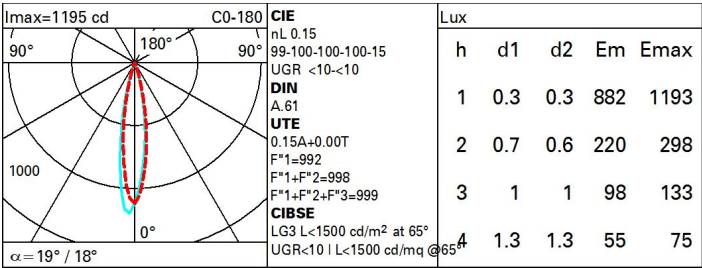 Imax=1195 cd C0-180
90° 180° 90°
1000
0°
α=19° / 18°
CIE
nL 0.15
99-100-100-100-15
UGR <10-<10
DIN
A.61
UTE
0.15A+0.00T
F"1=992
F"1+F"2=998
F"1+F"2+F"3=999
CIBSE
LG3 L<1500 cd/m² at 65°
UGR<10 | L<1500 cd/mq @65°
Lux
h d1 d2 Em Emax
1 0.3 0.3 882 1193
2 0.7 0.6 220 298
3 1 1 98 133
4 1.3 1.3 55 75